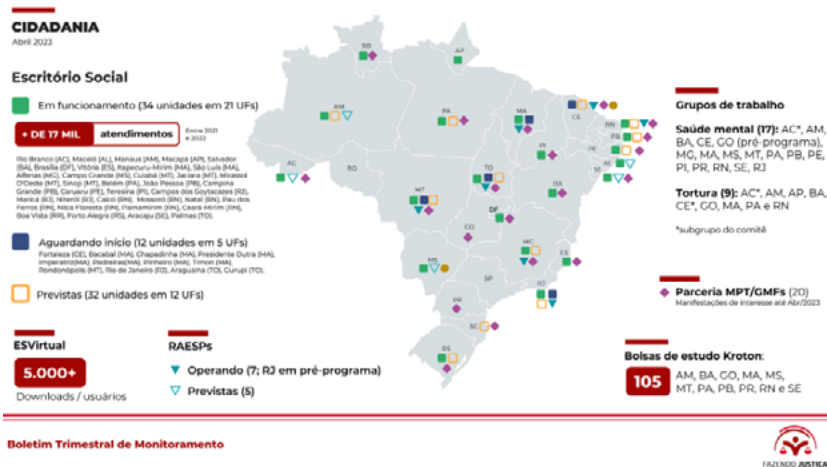 CIDADANIA
Abril 2023
Escritório Social
Em funcionamento (34 unidades em 21 UFs)
+ DE 17 MIL atendimentos Entre 2021 e 2022
Rio Branco (AC), Maceió (AL), Manaus (AM), Macapá (AP), Salvador
(BA), Brasília (DF), Vitória (ES), Itapecuru-Mirim (MA), São Luís (MA),
Alfenas (MG), Campo Grande (MS), Cuiabá (MT), Jaciara (MT), Mirassol
D'Oeste (MT), Sinop (MT), Belém (PA), João Pessoa (PB), Campina
Grande (PB), Caruaru (PE), Teresina (PI), Campos dos Goytacazes (RJ),
Maricá (RJ), Niterói (RJ), Caicó (RN), Mossoró (RN), Natal (RN), Pau dos
Ferros (RN), Nísia Floresta (RN), Parnamirim (RN), Ceará-Mirim (RN),
Boa Vista (RR), Porto Alegre (RS), Aracaju (SE), Palmas (TO).
Aguardando início (12 unidades em 5 UFs)
Fortaleza (CE), Bacabal (MA), Chapadinha (MA), Presidente Dutra (MA),
Imperatriz(MA), Pedreiras(MA), Pinheiro (MA), Timon (MA),
Rondonópolis (MT), Rio de Janeiro (RJ), Araguaína (TO), Gurupi (TO).
Previstas (32 unidades em 12 UFs)
ESVirtual
5.000+
Downloads / usuários
RAESPs
Operando (7; RJ em pré-programa)
Previstas (5)
RR
AP
AM
PA
MA
CE
RN
PB
PE
AL
SE
PI
AC
RO
TO
BA
MT
DF
GO
MG
ES
MS
SP
RJ
PR
SC
RS
Grupos de trabalho
Saúde mental (17): AC*, AM,
BA, CE, GO (pré-programa),
MG, MA, MS, MT, PA, PB, PE,
PI, PR, RN, SE, RJ
Tortura (9): AC*, AM, AP, BA,
CE*, GO, MA, PA e RN
*subgrupo do comitê
Parceria MPT/GMFs (20)
Manifestações de interesse até Abr/2023
Bolsas de estudo Kroton:
105
AM, BA, GO, MA, MS,
MT, PA, PB, PR, RN e SE
Boletim Trimestral de Monitoramento
FAZENDO JUSTIÇA